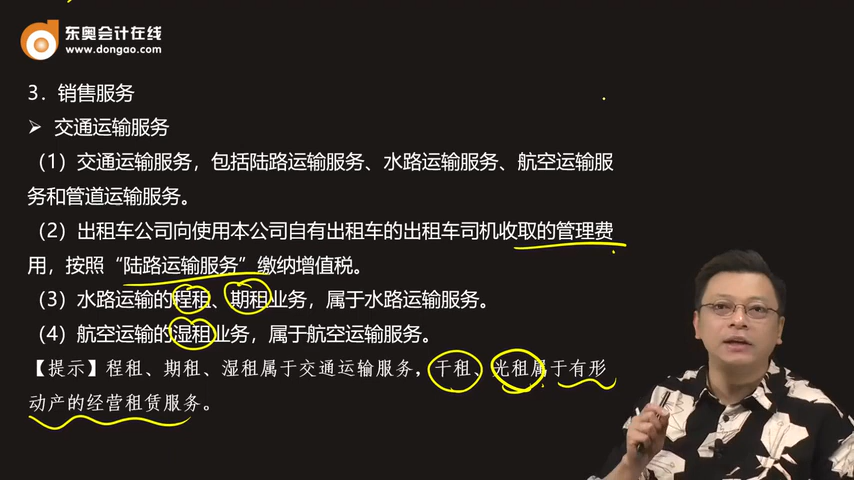 东奥会计在线
www.dongao.com
3．销售服务
➢ 交通运输服务
（1）交通运输服务，包括陆路运输服务、水路运输服务、航空运输服
务和管道运输服务。
（2）出租车公司向使用本公司自有出租车的出租车司机收取的管理费
用，按照“陆路运输服务”缴纳增值税。
（3）水路运输的程租、期租业务，属于水路运输服务。
（4）航空运输的湿租业务，属于航空运输服务。
【提示】程租、期租、湿租属于交通运输服务，干租、光租属于有形
动产的经营租赁服务。